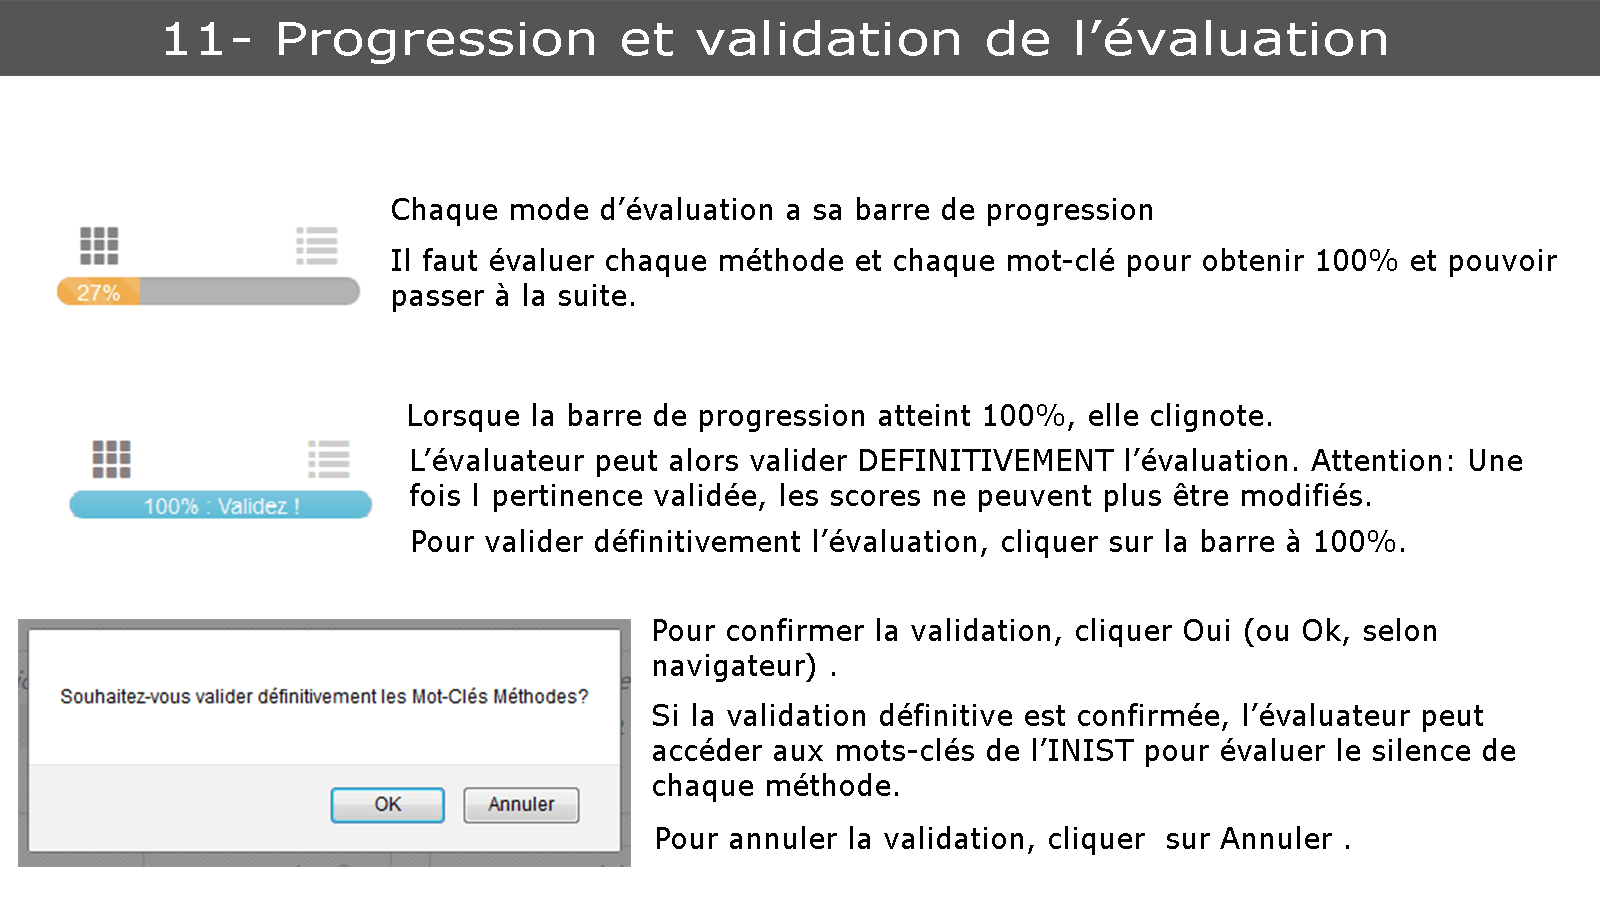 11- Progression et validation de l’évaluation
Chaque mode d’évaluation a sa barre de progression
Il faut évaluer chaque méthode et chaque mot-clé pour obtenir 100% et pouvoir
passer à la suite.
27%
Lorsque la barre de progression atteint 100%, elle clignote.
L’évaluateur peut alors valider DEFINITIVEMENT l’évaluation. Attention: Une
fois l pertinence validée, les scores ne peuvent plus être modifiés.
100% : Validez !
Pour valider définitivement l’évaluation, cliquer sur la barre à 100%.
Souhaitez-vous valider définitivement les Mot-Clés Méthodes?
OK
Annuler
Pour confirmer la validation, cliquer Oui (ou Ok, selon
navigateur) .
Si la validation définitive est confirmée, l’évaluateur peut
accéder aux mots-clés de l’INIST pour évaluer le silence de
chaque méthode.
Pour annuler la validation, cliquer  sur Annuler .